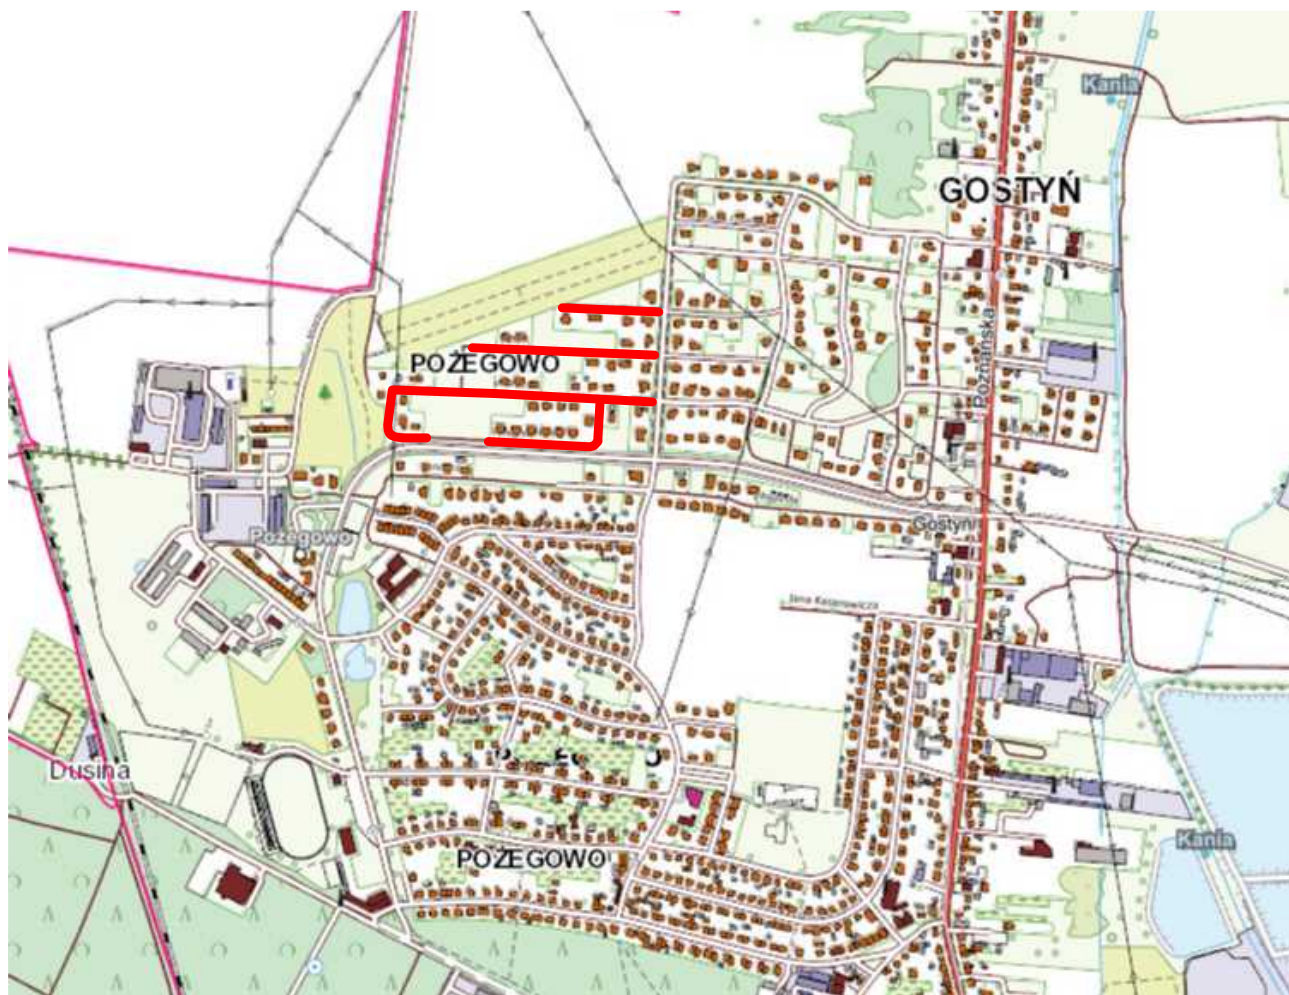 Kania
GOSTYŃ
Poznańska
POŻEGOWO
Gostyń
Pożegowo
Jana Kasprowicza
Dusina
POŻEGOWO
Kania